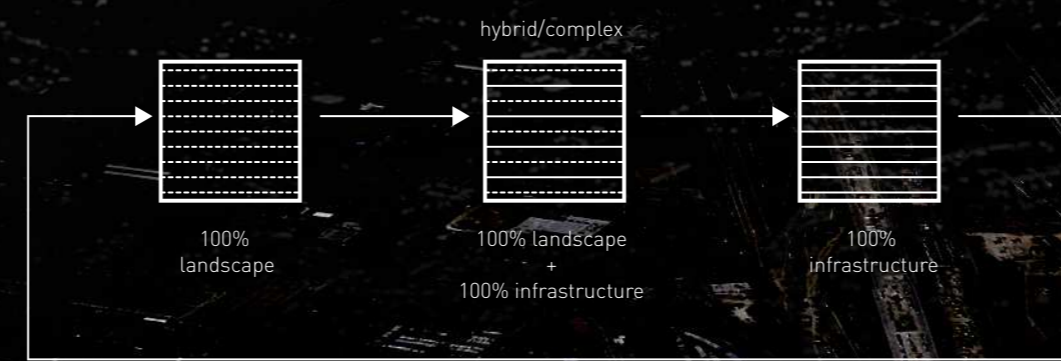 hybrid/complex
100%
landscape
100% landscape
+
100% infrastructure
100%
infrastructure